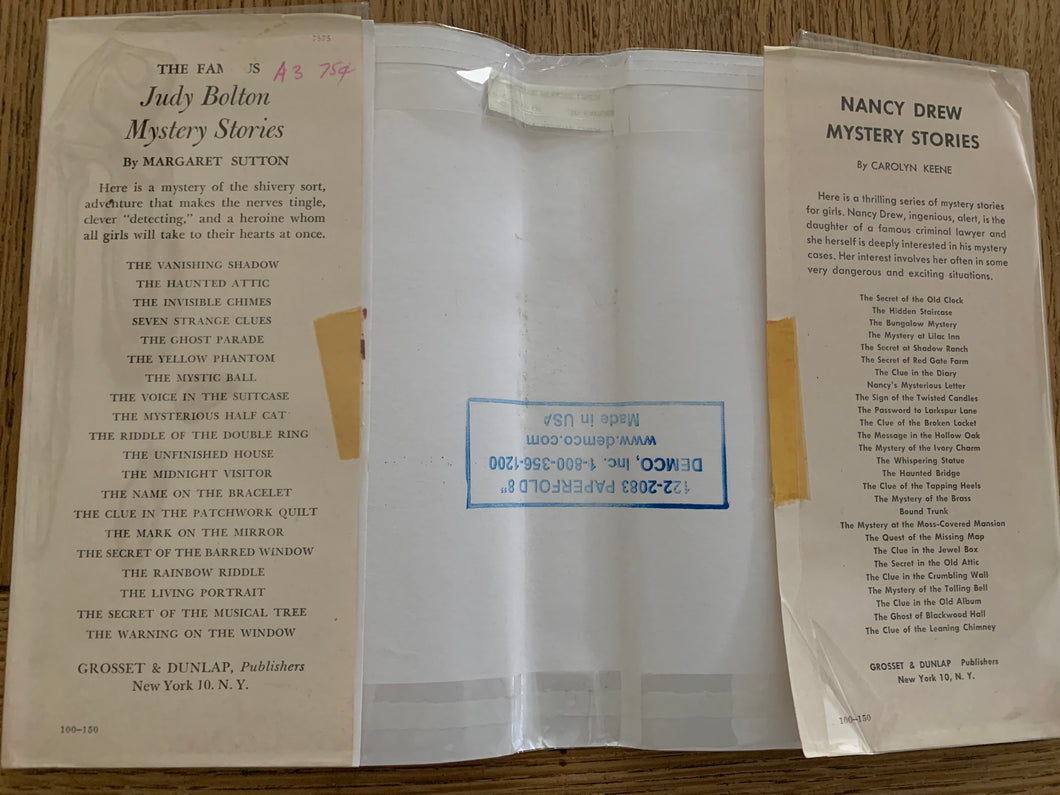 7575
THE FAM US A3 75¢
Judy Bolton
Mystery Stories
By MARGARET SUTTON
Here is a mystery of the shivery sort,
adventure that makes the nerves tingle,
clever "detecting," and a heroine whom
all girls will take to their hearts at once.
THE VANISHING SHADOW
THE HAUNTED ATTIC
THE INVISIBLE CHIMES
SEVEN STRANGE CLUES
THE GHOST PARADE
THE YELLOW PHANTOM
THE MYSTIC BALL
THE VOICE IN THE SUITCASE
THE MYSTERIOUS HALF CAT
THE RIDDLE OF THE DOUBLE RING
THE UNFINISHED HOUSE
THE MIDNIGHT VISITOR
THE NAME ON THE BRACELET
THE CLUE IN THE PATCHWORK QUILT
THE MARK ON THE MIRROR
THE SECRET OF THE BARRED WINDOW
THE RAINBOW RIDDLE
THE LIVING PORTRAIT
THE SECRET OF THE MUSICAL TREE
THE WARNING ON THE WINDOW
GROSSET & DUNLAP, Publishers
New York 10, N. Y.
100–150
122-2083 PAPERFOLD 8"
DEMCO, Inc. 1-800-356-1200
www.demco.com
Made in USA
NANCY DREW
MYSTERY STORIES
By CAROLYN KEENE
Here is a thrilling series of mystery stories
for girls. Nancy Drew, ingenious, alert, is the
daughter of a famous criminal lawyer and
she herself is deeply interested in his mystery
cases. Her interest involves her often in some
very dangerous and exciting situations.
The Secret of the Old Clock
The Hidden Staircase
The Bungalow Mystery
The Mystery at Lilac Inn
The Secret at Shadow Ranch
The Secret of Red Gate Farm
The Clue in the Diary
Nancy's Mysterious Letter
The Sign of the Twisted Candles
The Password to Larkspur Lane
The Clue of the Broken Locket
The Message in the Hollow Oak
The Mystery of the Ivory Charm
The Whispering Statue
The Haunted Bridge
The Clue of the Tapping Heels
The Mystery of the Brass
Bound Trunk
The Mystery at the Moss-Covered Mansion
The Quest of the Missing Map
The Clue in the Jewel Box
The Secret in the Old Attic
The Clue in the Crumbling Wall
The Mystery of the Tolling Bell
The Clue in the Old Album
The Ghost of Blackwood Hall
The Clue of the Leaning Chimney
GROSSET & DUNLAP Publishers
New York 10, N. Y.
100–150